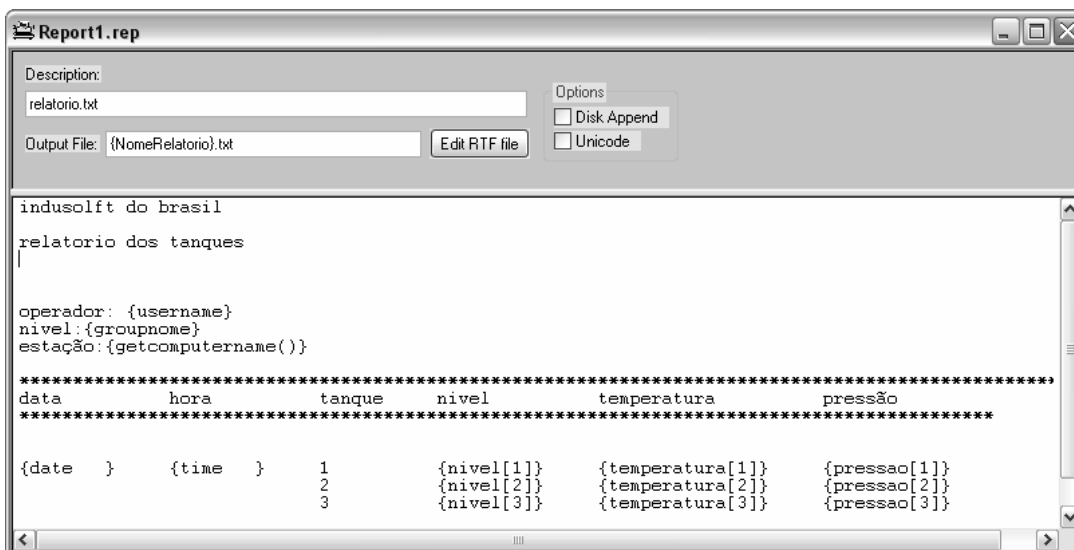 Report1.rep
Description:
relatorio.txt
Output File: {NomeRelatorio}.txt Edit RTF file
Options
Disk Append
Unicode
indusolft do brasil
relatorio dos tanques
operador: {username}
nivel:{groupnome}
estação:{getcomputername()}
*****************************************************************************************
data hora tanque nivel temperatura pressão
************************************************************************************
{date } {time } 1 {nivel[1]} {temperatura[1]} {pressao[1]}
2 {nivel[2]} {temperatura[2]} {pressao[2]}
3 {nivel[3]} {temperatura[3]} {pressao[3]}